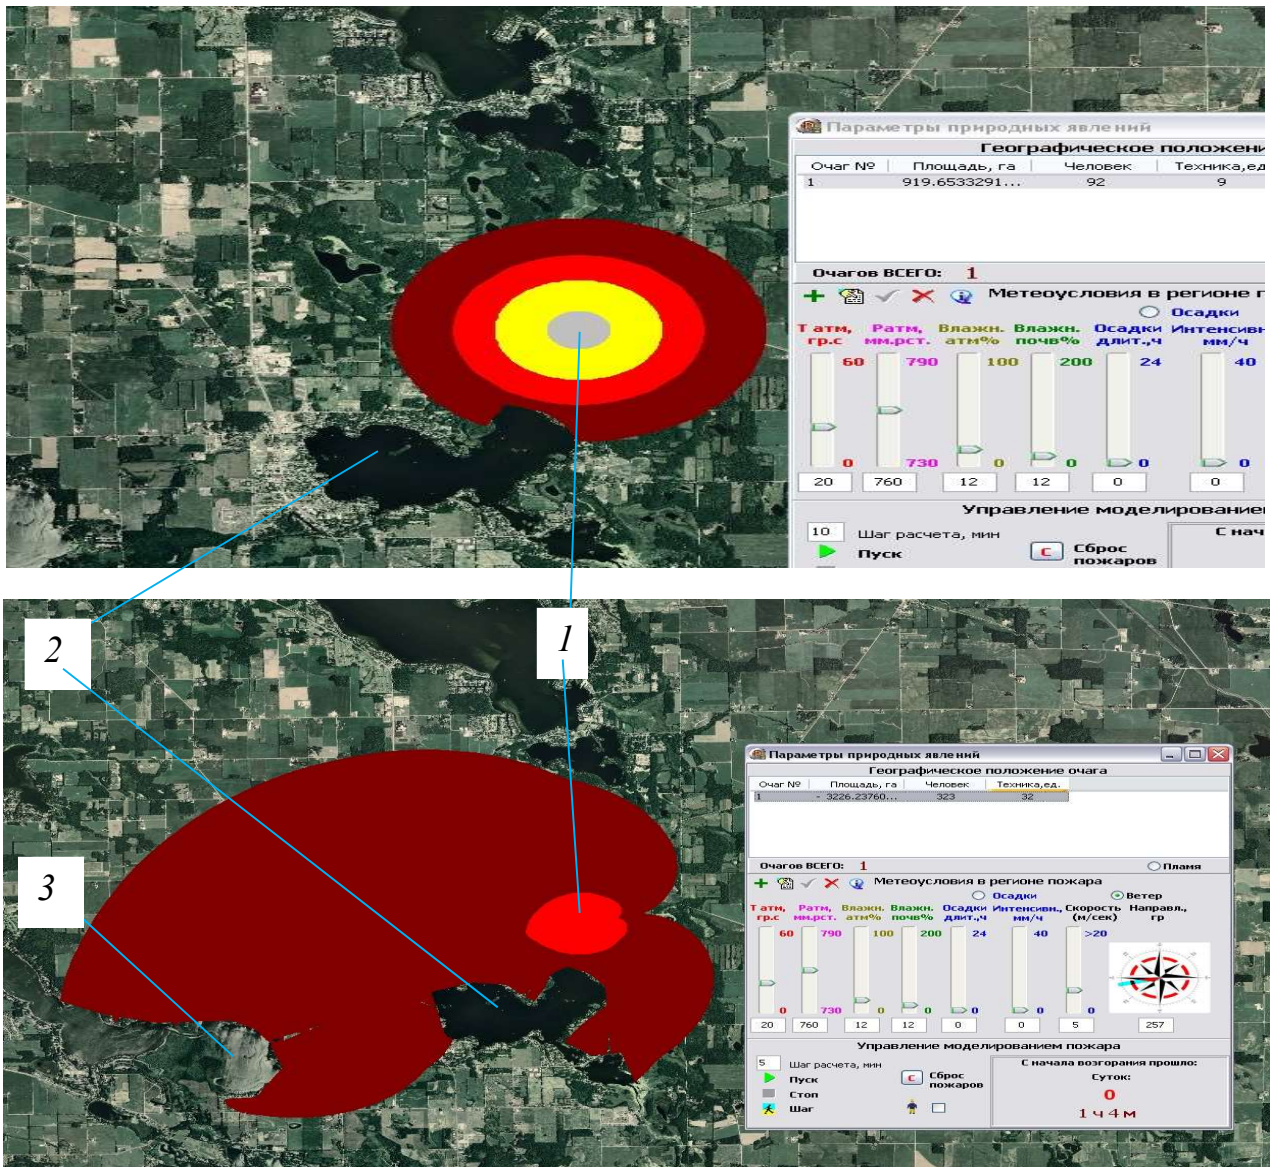 Параметры природных явлений
Географическое положени
Очаг № Площадь, га Человек Техника,ед
1 919.6533291... 92 9
Очагов ВСЕГО: 1
Метеоусловия в регионе п
Осадки
Т атм, гр.с Ратм, мм.рст. Влажн. атм% Влажн. почв% Осадки длит.,ч Интенсивн мм/ч
60 790 100 200 24 40
0 730 0 0 0 0
20 760 12 12 0 0
Управление моделирование
10 Шаг расчета, мин С нач
Пуск С Сброс пожаров
2 1
3
Параметры природных явлений
Географическое положение очага
Очаг № Площадь, га Человек Техника,ед.
1 - 3226.23760... 323 32
Очагов ВСЕГО: 1 Пламя
Метеоусловия в регионе пожара
Осадки Ветер
Т атм, гр.с Ратм, мм.рст. Влажн. атм% Влажн. почв% Осадки длит.,ч Интенсивн., мм/ч Скорость (м/сек) Направл., гр
60 790 100 200 24 40 >20
0 730 0 0 0 0 0
20 760 12 12 0 0 5 257
Управление моделированием пожара
5 Шаг расчета, мин С начала возгорания прошло:
Пуск С Сброс пожаров Суток:
Стоп 0
Шаг 1 ч 4 м